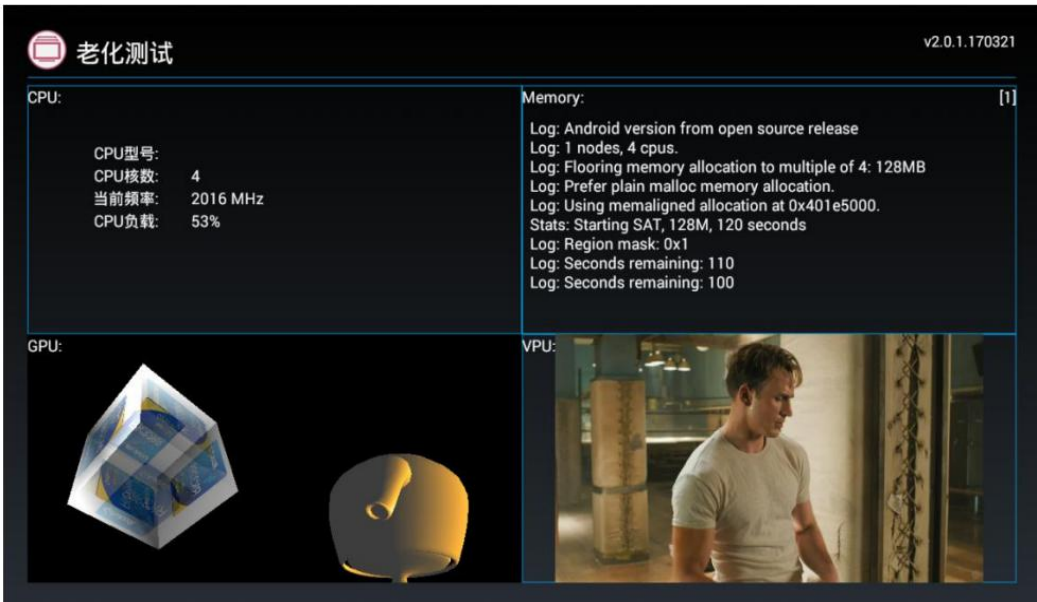 老化测试
v2.0.1.170321
CPU:
CPU型号:
CPU核数: 4
当前频率: 2016 MHz
CPU负载: 53%
Memory:
[1]
Log: Android version from open source release
Log: 1 nodes, 4 cpus.
Log: Flooring memory allocation to multiple of 4: 128MB
Log: Prefer plain malloc memory allocation.
Log: Using memaligned allocation at 0x401e5000.
Stats: Starting SAT, 128M, 120 seconds
Log: Region mask: 0x1
Log: Seconds remaining: 110
Log: Seconds remaining: 100
GPU:
VPU: